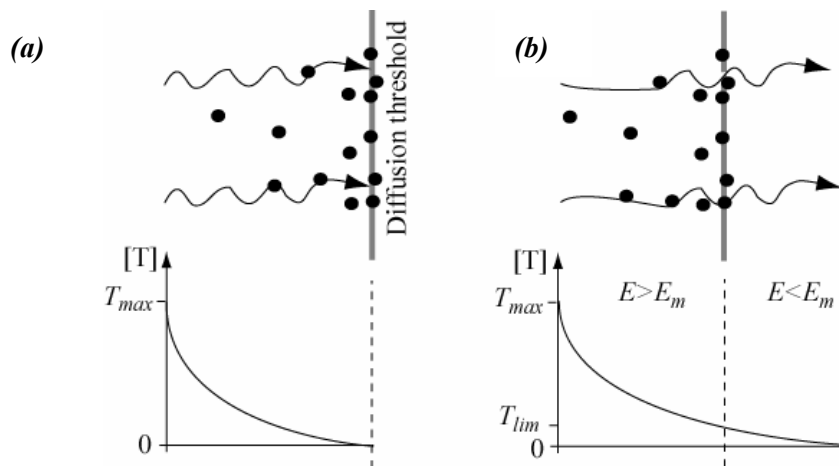 (a)
Diffusion threshold
[T]
T_max
0
(b)
[T]
E>E_m
E<E_m
T_max
T_lim
0